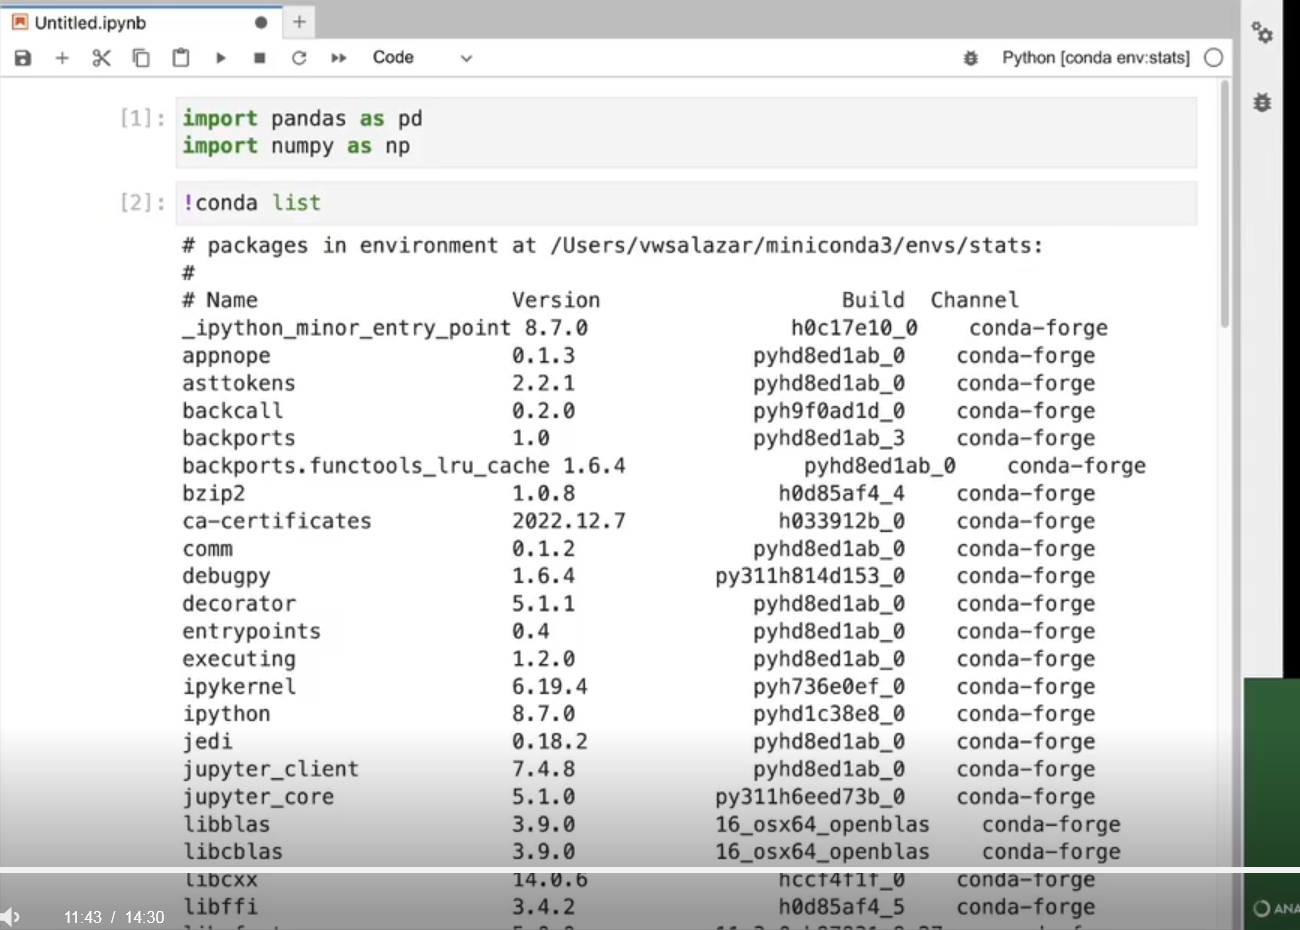 Untitled.ipynb
Code
Python [conda env:stats]
[1]: import pandas as pd
import numpy as np
[2]: !conda list
# packages in environment at /Users/vwsalazar/miniconda3/envs/stats:
#
# Name Version Build Channel
_ipython_minor_entry_point 8.7.0 h0c17e10_0 conda-forge
appnope 0.1.3 pyhd8ed1ab_0 conda-forge
asttokens 2.2.1 pyhd8ed1ab_0 conda-forge
backcall 0.2.0 pyh9f0ad1d_0 conda-forge
backports 1.0 pyhd8ed1ab_3 conda-forge
backports.functools_lru_cache 1.6.4 pyhd8ed1ab_0 conda-forge
bzip2 1.0.8 h0d85af4_4 conda-forge
ca-certificates 2022.12.7 h033912b_0 conda-forge
comm 0.1.2 pyhd8ed1ab_0 conda-forge
debugpy 1.6.4 py311h814d153_0 conda-forge
decorator 5.1.1 pyhd8ed1ab_0 conda-forge
entrypoints 0.4 pyhd8ed1ab_0 conda-forge
executing 1.2.0 pyhd8ed1ab_0 conda-forge
ipykernel 6.19.4 pyh736e0ef_0 conda-forge
ipython 8.7.0 pyhd1c38e8_0 conda-forge
jedi 0.18.2 pyhd8ed1ab_0 conda-forge
jupyter_client 7.4.8 pyhd8ed1ab_0 conda-forge
jupyter_core 5.1.0 py311h6eed73b_0 conda-forge
libblas 3.9.0 16_osx64_openblas conda-forge
libcblas 3.9.0 16_osx64_openblas conda-forge
libcxx 14.0.6 hccf4f1f_0 conda-forge
libffi 3.4.2 h0d85af4_5 conda-forge
11:43 / 14:30
ANA